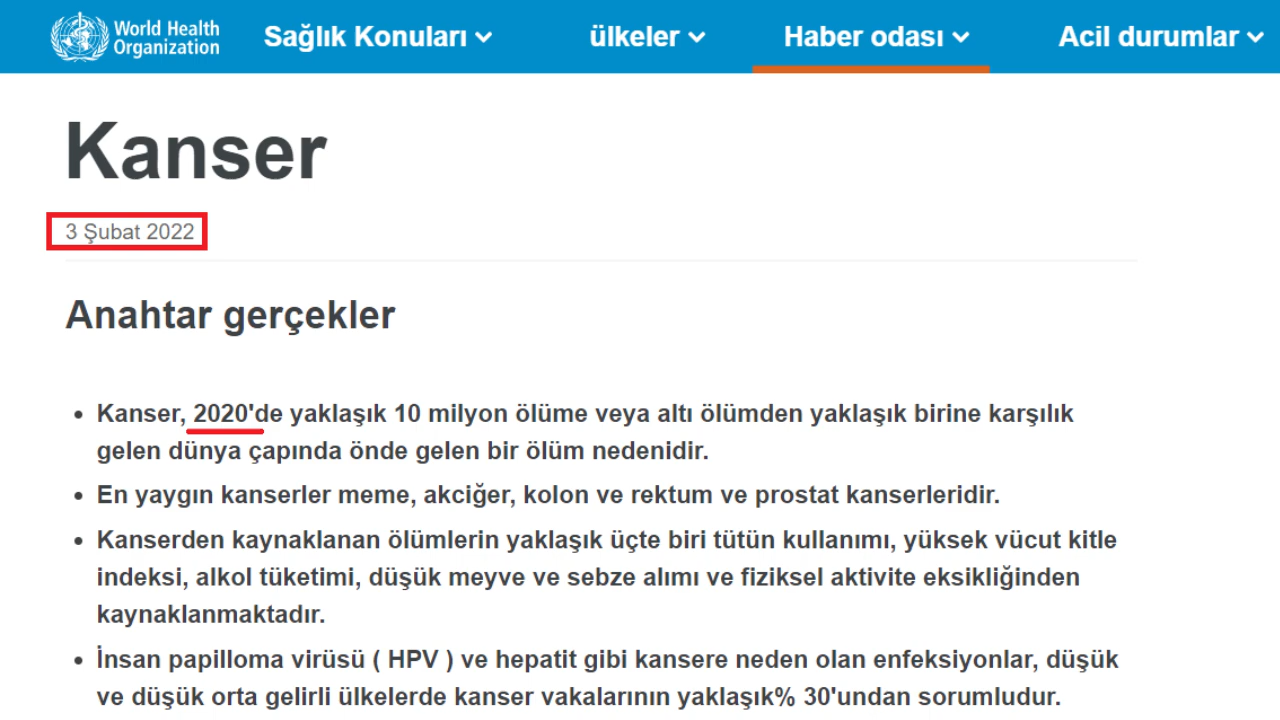 World Health
Organization
Sağlık Konuları
ülkeler
Haber odası
Acil durumlar
Kanser
3 Şubat 2022
Anahtar gerçekler
• Kanser, 2020'de yaklaşık 10 milyon ölüme veya altı ölümden yaklaşık birine karşılık
gelen dünya çapında önde gelen bir ölüm nedenidir.
• En yaygın kanserler meme, akciğer, kolon ve rektum ve prostat kanserleridir.
• Kanserden kaynaklanan ölümlerin yaklaşık üçte biri tütün kullanımı, yüksek vücut kitle
indeksi, alkol tüketimi, düşük meyve ve sebze alımı ve fiziksel aktivite eksikliğinden
kaynaklanmaktadır.
• İnsan papilloma virüsü ( HPV ) ve hepatit gibi kansere neden olan enfeksiyonlar, düşük
ve düşük orta gelirli ülkelerde kanser vakalarının yaklaşık% 30'undan sorumludur.